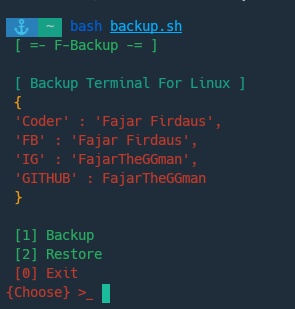 ~ bash backup.sh
[ =- F-Backup -= ]
[ Backup Terminal For Linux ]
{
'Coder' : 'Fajar Firdaus',
'FB' : 'Fajar Firdaus',
'IG' : 'FajarTheGGman',
'GITHUB' : FajarTheGGman
}
[1] Backup
[2] Restore
[0] Exit
{Choose} >_